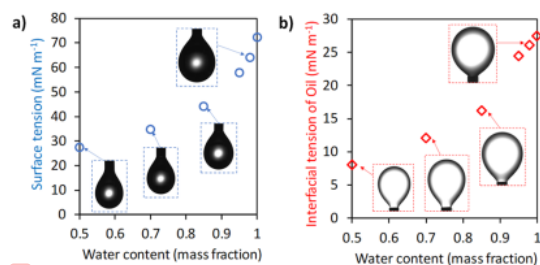 a)
Surface tension (mN m⁻¹)
80
70
60
50
40
30
20
10
0
0.5 0.6 0.7 0.8 0.9 1
Water content (mass fraction)
b)
Interfacial tension of Oil (mN m⁻¹)
30
25
20
15
10
5
0
0.5 0.6 0.7 0.8 0.9 1
Water content (mass fraction)